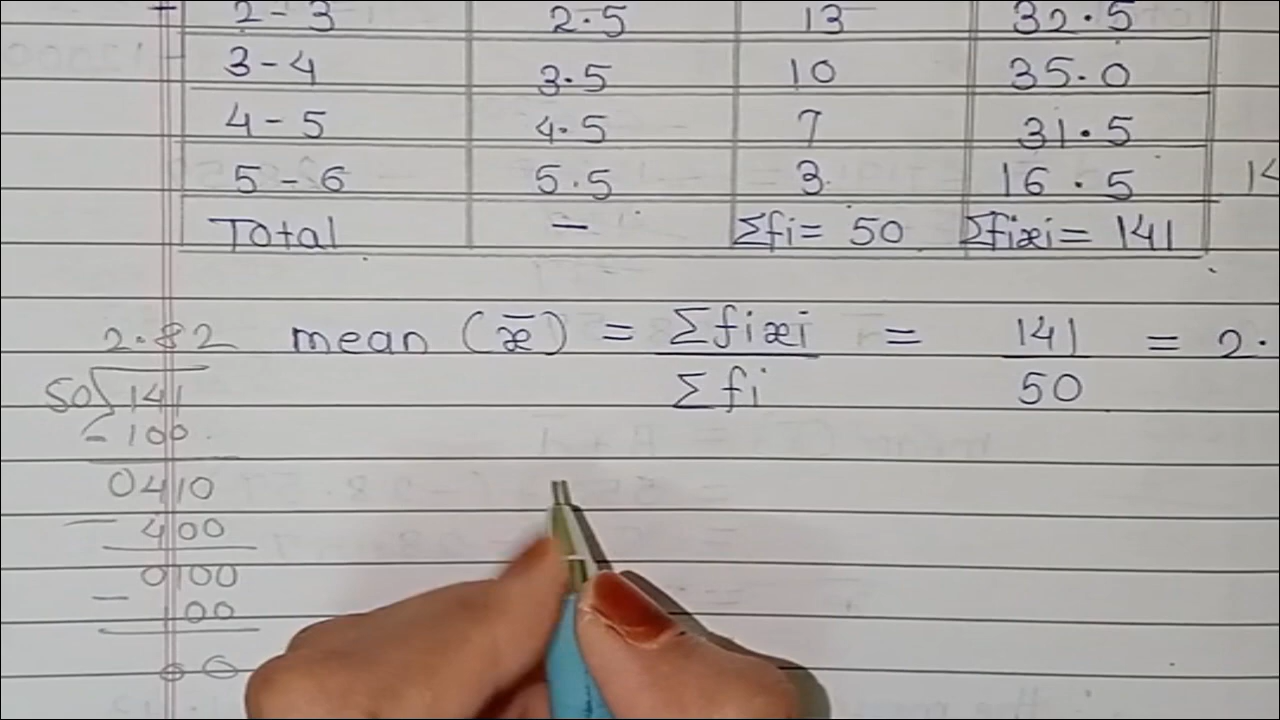 2 - 3 2.5 13 32.5
3 - 4 3.5 10 35.0
4 - 5 4.5 7 31.5
5 - 6 5.5 3 16.5 14
Total - Σfi = 50 Σfixi = 141
mean (x̄) = Σfixi / Σfi = 141 / 50 = 2.
2.82
50 141
- 100
0410
- 400
0100
- 100
00